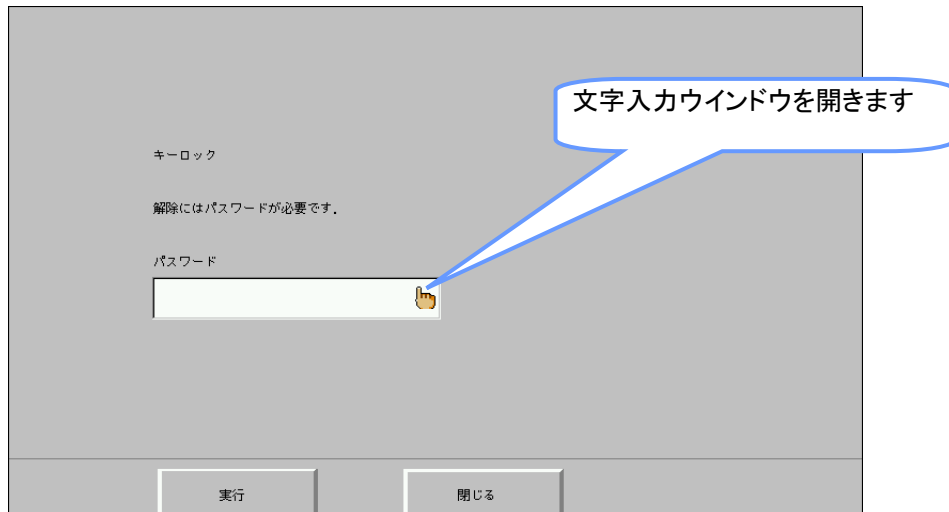 文字入力ウインドウを開きます
キーロック
解除にはパスワードが必要です.
パスワード
実行
閉じる